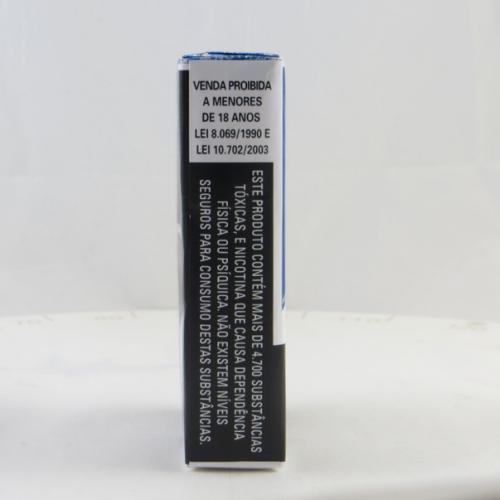 VENDA PROIBIDA
A MENORES
DE 18 ANOS
LEI 8.069/1990 E
LEI 10.702/2003
ESTE PRODUTO CONTÉM MAIS DE 4.700 SUBSTÂNCIAS
TÓXICAS, E NICOTINA QUE CAUSA DEPENDÊNCIA
FÍSICA OU PSÍQUICA. NÃO EXISTEM NÍVEIS
SEGUROS PARA CONSUMO DESTAS SUBSTÂNCIAS.